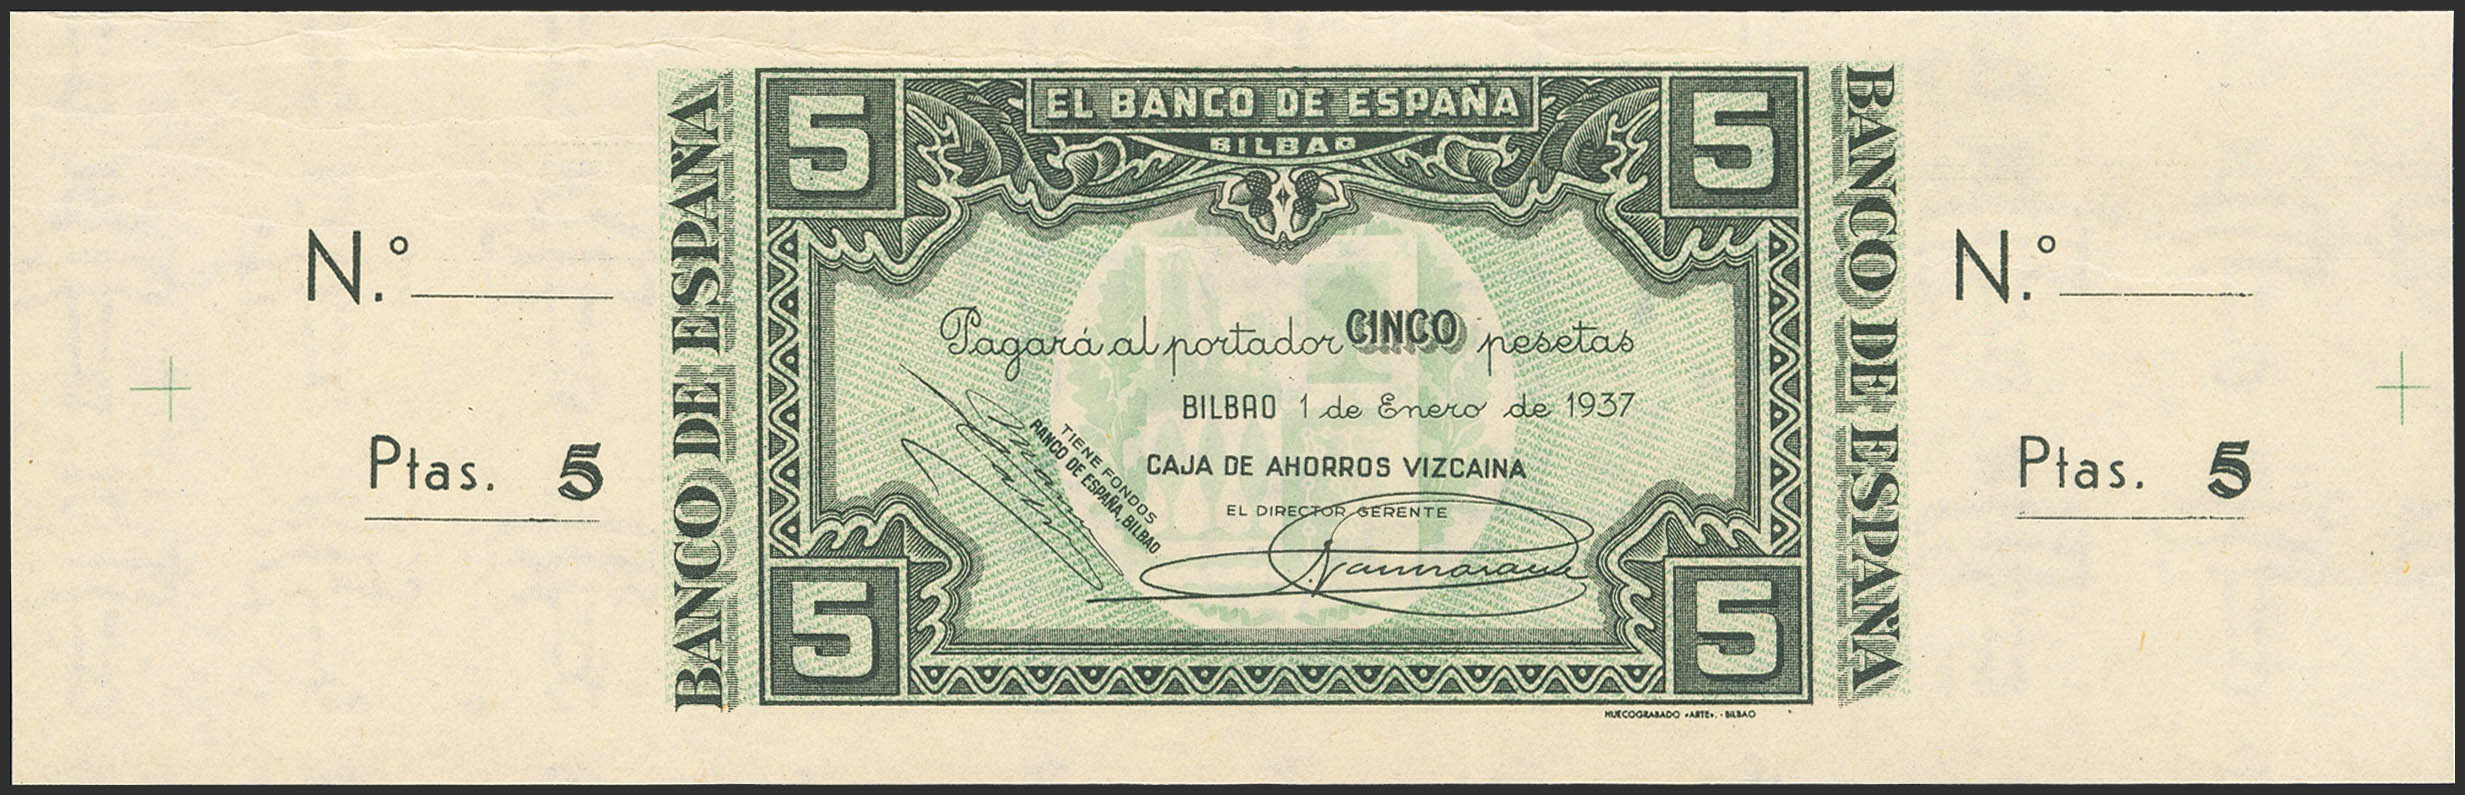 N.º
Ptas. 5
BANCO DE ESPAÑA
5
EL BANCO DE ESPAÑA
BILBAO
5
Pagará al portador CINCO pesetas
BILBAO 1 de Enero de 1937
TIENE FONDOS
BANCO DE ESPAÑA, BILBAO
CAJA DE AHORROS VIZCAINA
EL DIRECTOR GERENTE
5
5
HUECOGRABADO «ARTE». - BILBAO
BANCO DE ESPAÑA
N.º
Ptas. 5